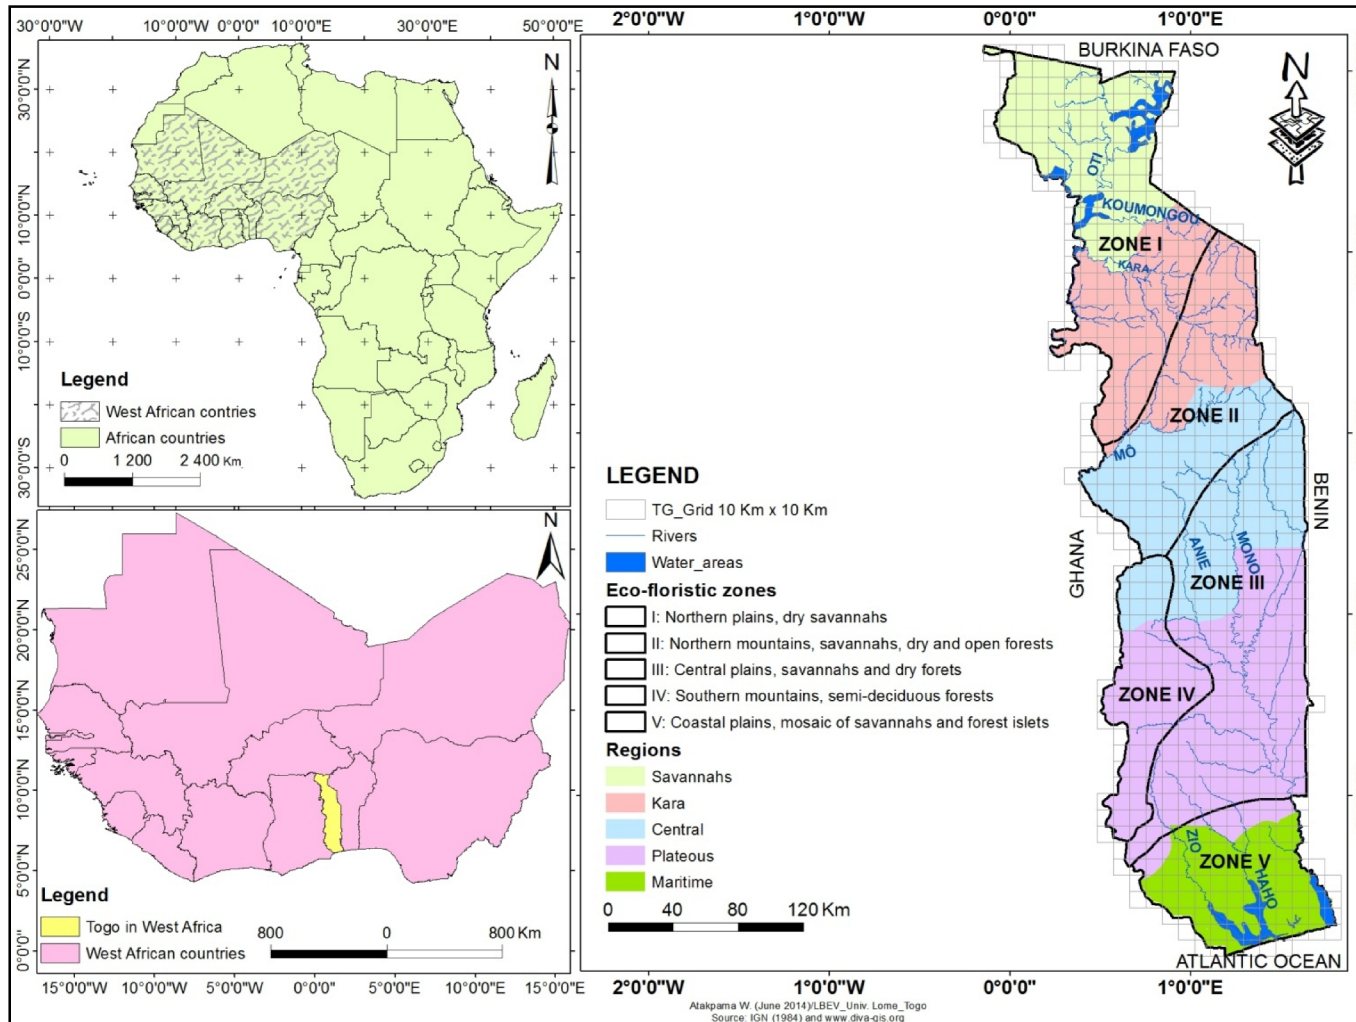 30°0'0"W 10°0'0"W 0°0'0" 10°0'0"E 30°0'0"E 50°0'0"E
30°0'0"N
10°0'0"N
0°0'0"
10°0'0"S
30°0'0"S
N
Legend
West African contries
African countries
0 1 200 2 400 Km
25°0'0"N
20°0'0"N
15°0'0"N
10°0'0"N
5°0'0"N
0°0'0"
N
Legend
Togo in West Africa
West African countries
800 0 800 Km
15°0'0"W 10°0'0"W 5°0'0"W 0°0'0" 5°0'0"E 10°0'0"E 15°0'0"E
2°0'0"W 1°0'0"W 0°0'0" 1°0'0"E
BURKINA FASO
N
OTI
KOUMONGOU
ZONE I
KARA
ZONE II
MÔ
BENIN
GHANA
ANIE
MONO
ZONE III
ZONE IV
ZIO
ZONE V
HAHO
ATLANTIC OCEAN
LEGEND
TG_Grid 10 Km x 10 Km
Rivers
Water_areas
Eco-floristic zones
I: Northern plains, dry savannahs
II: Northern mountains, savannahs, dry and open forests
III: Central plains, savannahs and dry forets
IV: Southern mountains, semi-deciduous forests
V: Coastal plains, mosaic of savannahs and forest islets
Regions
Savannahs
Kara
Central
Plateous
Maritime
0 40 80 120 Km
2°0'0"W 1°0'0"W 0°0'0" 1°0'0"E
Atakpama W. (June 2014)/LBEV_Univ. Lome_Togo
Source: IGN (1984) and www.diva-gis.org